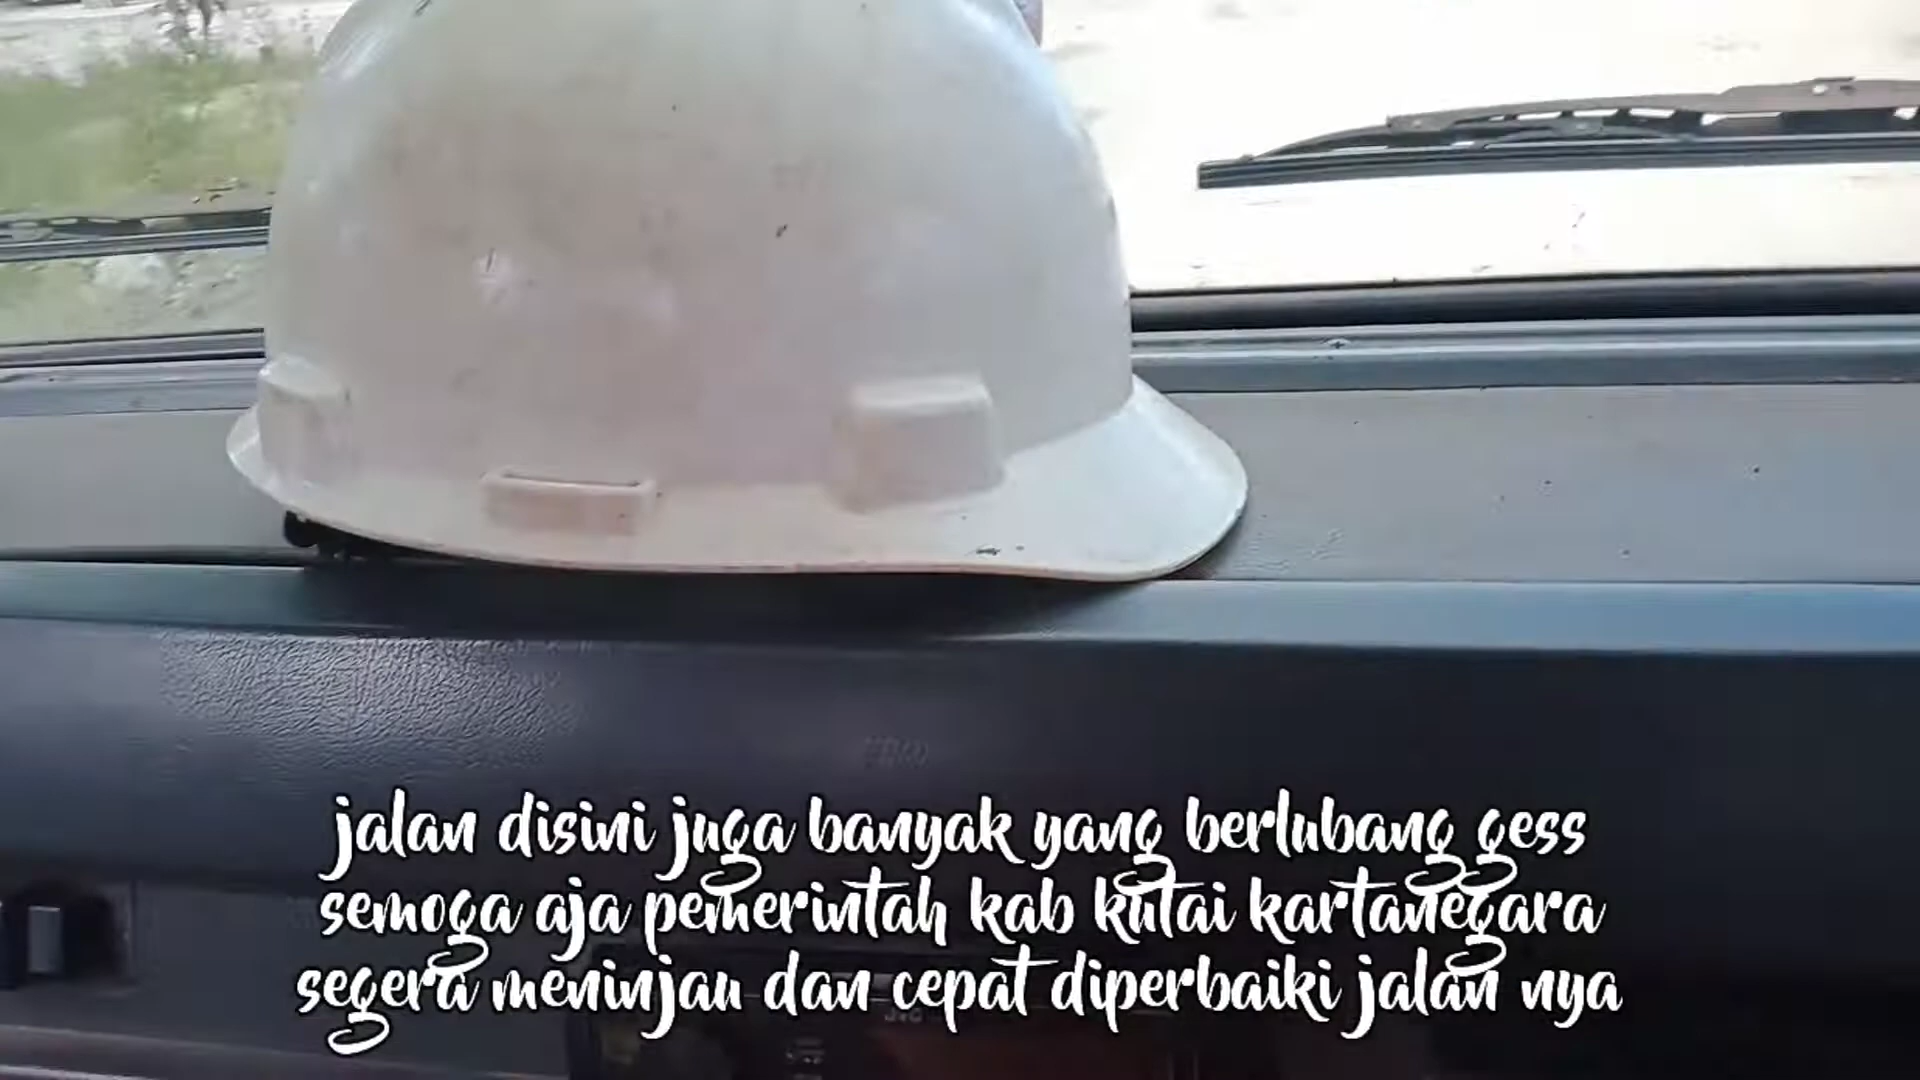 jalan disini juga banyak yang berlubang gess
semoga aja pemerintah kab kutai kartanegara
segera meninjau dan cepat diperbaiki jalan nya
JVC